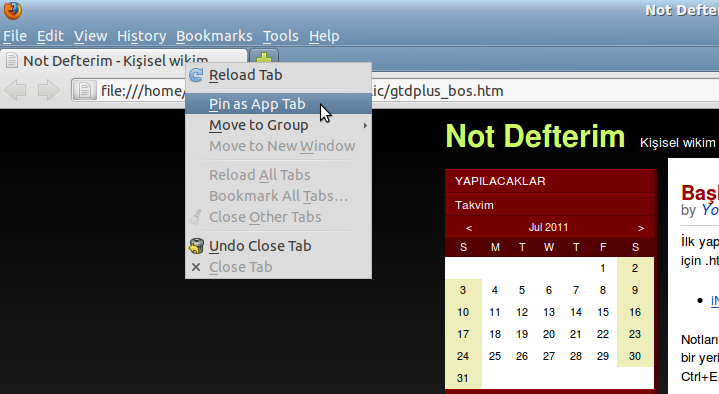 Not Defter
File Edit View History Bookmarks Tools Help
Not Defterim - Kişisel wikim
file:///home/ ic/gtdplus_bos.htm
Reload Tab
Pin as App Tab
Move to Group
Move to New Window
Reload All Tabs
Bookmark All Tabs...
Close Other Tabs
Undo Close Tab
Close Tab
Not Defterim Kişisel wikim
YAPILACAKLAR
Takvim
< Jul 2011 >
S M T W T F S
1 2
3 4 5 6 7 8 9
10 11 12 13 14 15 16
17 18 19 20 21 22 23
24 25 26 27 28 29 30
31
Başl
by Yo
İlk yap
için .ht
• iN
Notları
bir yeri
Ctrl+E